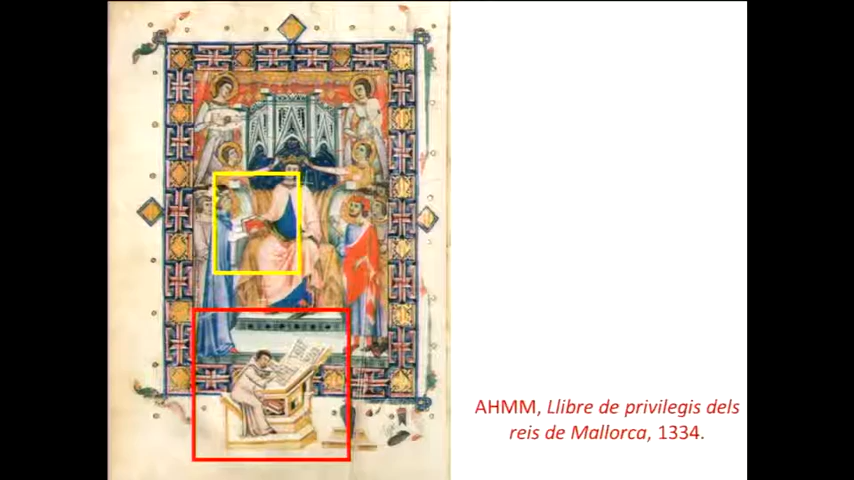 AHMM, Llibre de privilegis dels
reis de Mallorca, 1334.